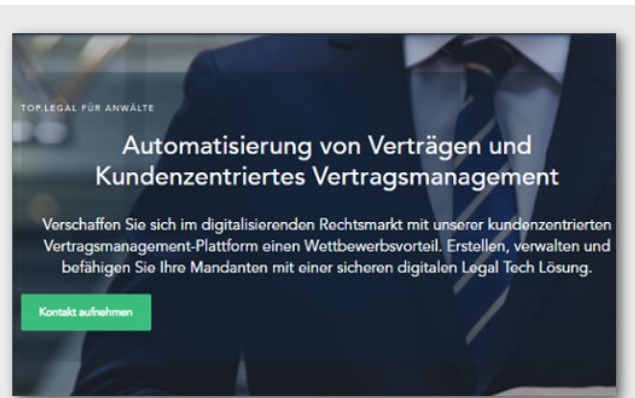 TOP.LEGAL FÜR ANWÄLTE
Automatisierung von Verträgen und
Kundenzentriertes Vertragsmanagement
Verschaffen Sie sich im digitalisierenden Rechtsmarkt mit unserer kundenzentrierten
Vertragsmanagement-Plattform einen Wettbewerbsvorteil. Erstellen, verwalten und
befähigen Sie Ihre Mandanten mit einer sicheren digitalen Legal Tech Lösung.
Kontakt aufnehmen